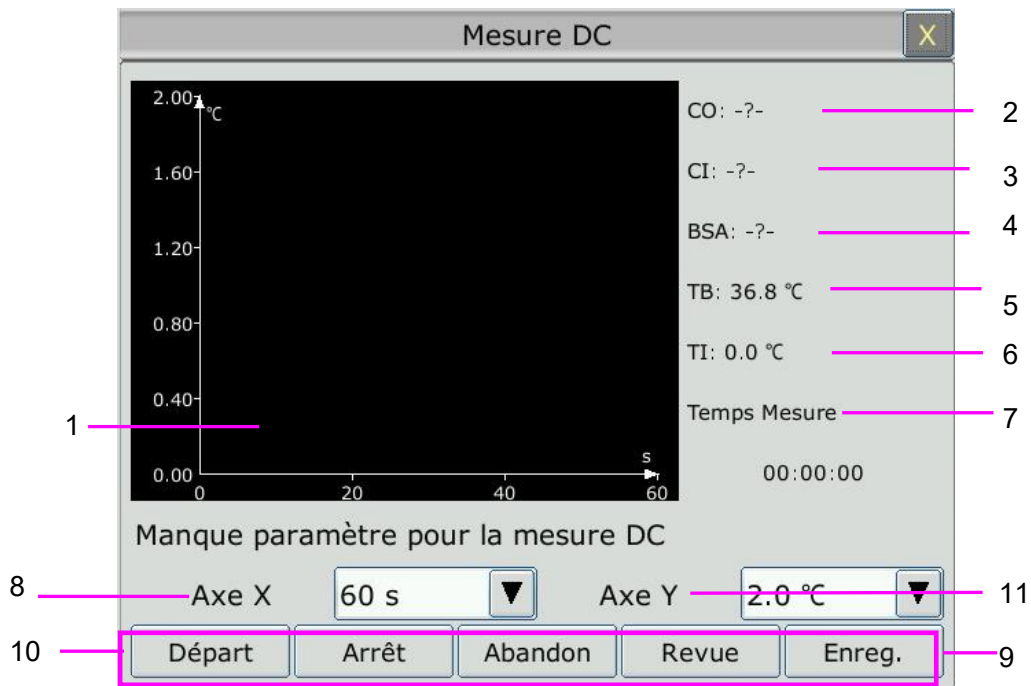 Mesure DC
X
2.00
℃
1.60
1.20
0.80
0.40
0.00
0 20 40 60
s
CO: -?-
2
CI: -?-
3
BSA: -?-
4
TB: 36.8 ℃
5
TI: 0.0 ℃
6
Temps Mesure
7
00:00:00
1
Manque paramètre pour la mesure DC
8
Axe X 60 s
Axe Y 2.0 ℃
11
10
Départ Arrêt Abandon Revue Enreg.
9